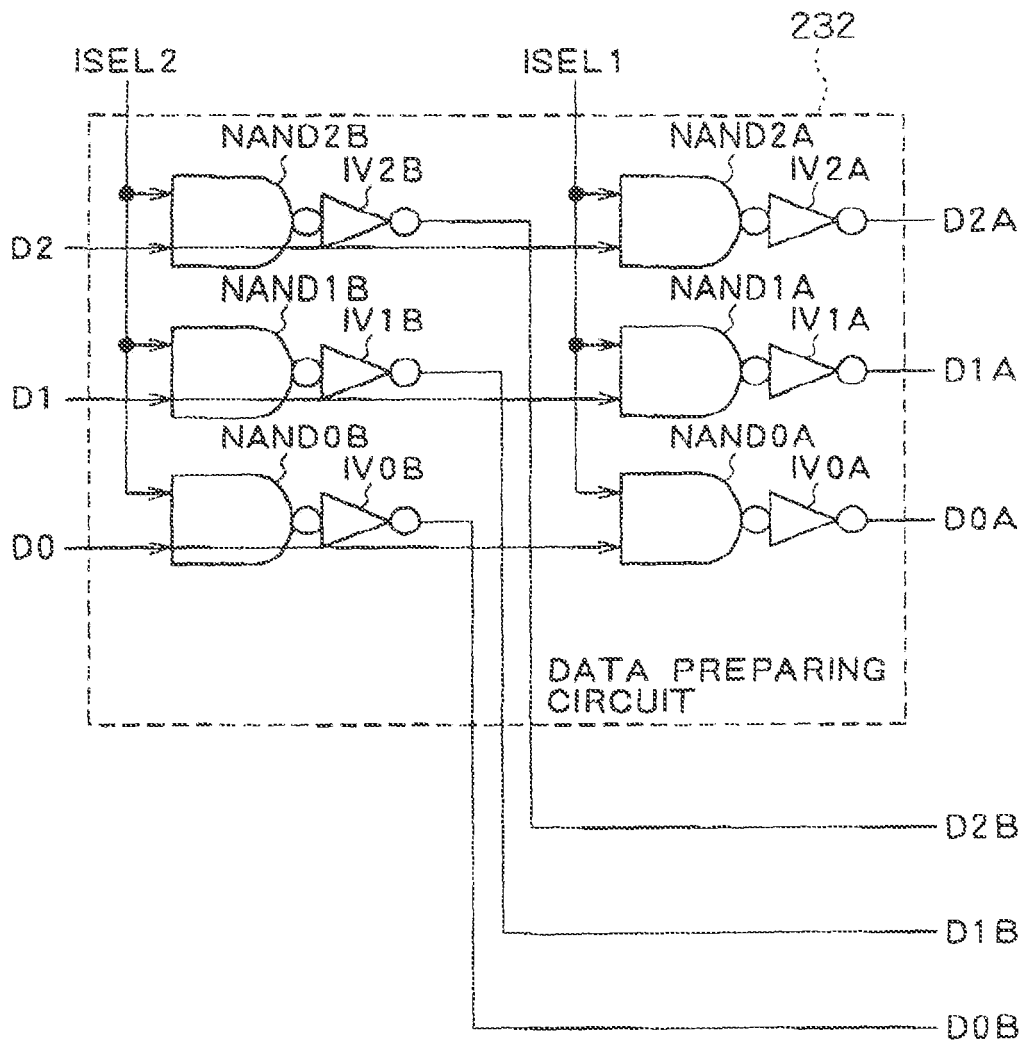 232
ISEL2 ISEL1
NAND2B NAND2A
IV2B IV2A
D2 D2A
NAND1B NAND1A
IV1B IV1A
D1 D1A
NAND0B NAND0A
IV0B IV0A
D0 D0A
DATA PREPARING
CIRCUIT
D2B
D1B
D0B